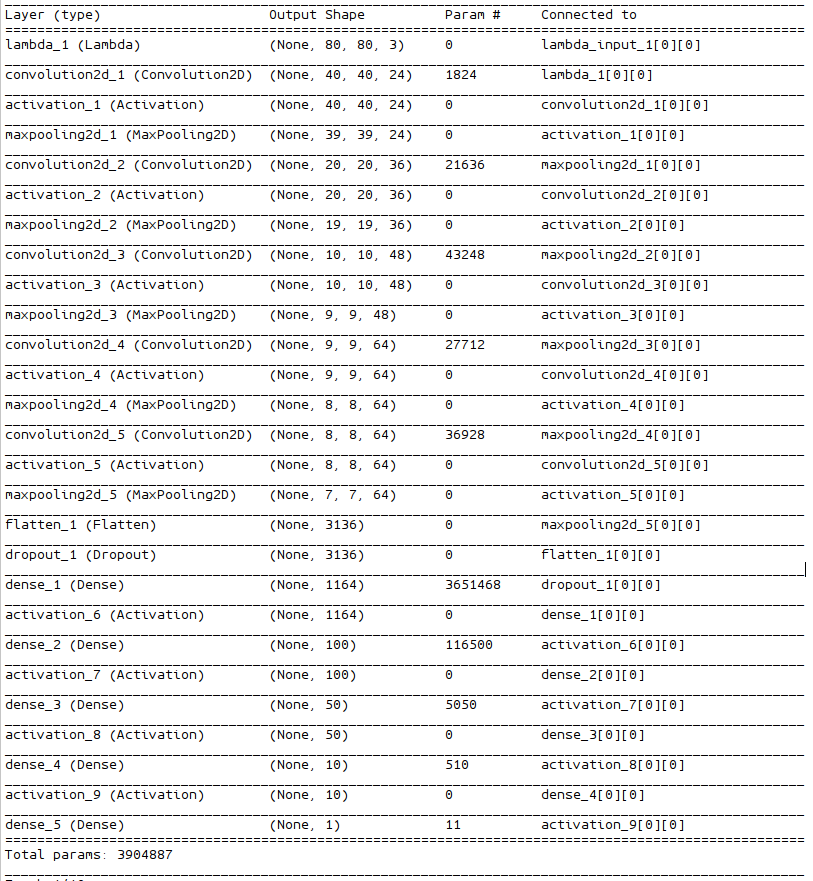 Layer (type) Output Shape Param # Connected to
lambda_1 (Lambda) (None, 80, 80, 3) 0 lambda_input_1[0][0]
convolution2d_1 (Convolution2D) (None, 40, 40, 24) 1824 lambda_1[0][0]
activation_1 (Activation) (None, 40, 40, 24) 0 convolution2d_1[0][0]
maxpooling2d_1 (MaxPooling2D) (None, 39, 39, 24) 0 activation_1[0][0]
convolution2d_2 (Convolution2D) (None, 20, 20, 36) 21636 maxpooling2d_1[0][0]
activation_2 (Activation) (None, 20, 20, 36) 0 convolution2d_2[0][0]
maxpooling2d_2 (MaxPooling2D) (None, 19, 19, 36) 0 activation_2[0][0]
convolution2d_3 (Convolution2D) (None, 10, 10, 48) 43248 maxpooling2d_2[0][0]
activation_3 (Activation) (None, 10, 10, 48) 0 convolution2d_3[0][0]
maxpooling2d_3 (MaxPooling2D) (None, 9, 9, 48) 0 activation_3[0][0]
convolution2d_4 (Convolution2D) (None, 9, 9, 64) 27712 maxpooling2d_3[0][0]
activation_4 (Activation) (None, 9, 9, 64) 0 convolution2d_4[0][0]
maxpooling2d_4 (MaxPooling2D) (None, 8, 8, 64) 0 activation_4[0][0]
convolution2d_5 (Convolution2D) (None, 8, 8, 64) 36928 maxpooling2d_4[0][0]
activation_5 (Activation) (None, 8, 8, 64) 0 convolution2d_5[0][0]
maxpooling2d_5 (MaxPooling2D) (None, 7, 7, 64) 0 activation_5[0][0]
flatten_1 (Flatten) (None, 3136) 0 maxpooling2d_5[0][0]
dropout_1 (Dropout) (None, 3136) 0 flatten_1[0][0]
dense_1 (Dense) (None, 1164) 3651468 dropout_1[0][0]
activation_6 (Activation) (None, 1164) 0 dense_1[0][0]
dense_2 (Dense) (None, 100) 116500 activation_6[0][0]
activation_7 (Activation) (None, 100) 0 dense_2[0][0]
dense_3 (Dense) (None, 50) 5050 activation_7[0][0]
activation_8 (Activation) (None, 50) 0 dense_3[0][0]
dense_4 (Dense) (None, 10) 510 activation_8[0][0]
activation_9 (Activation) (None, 10) 0 dense_4[0][0]
dense_5 (Dense) (None, 1) 11 activation_9[0][0]
Total params: 3904887